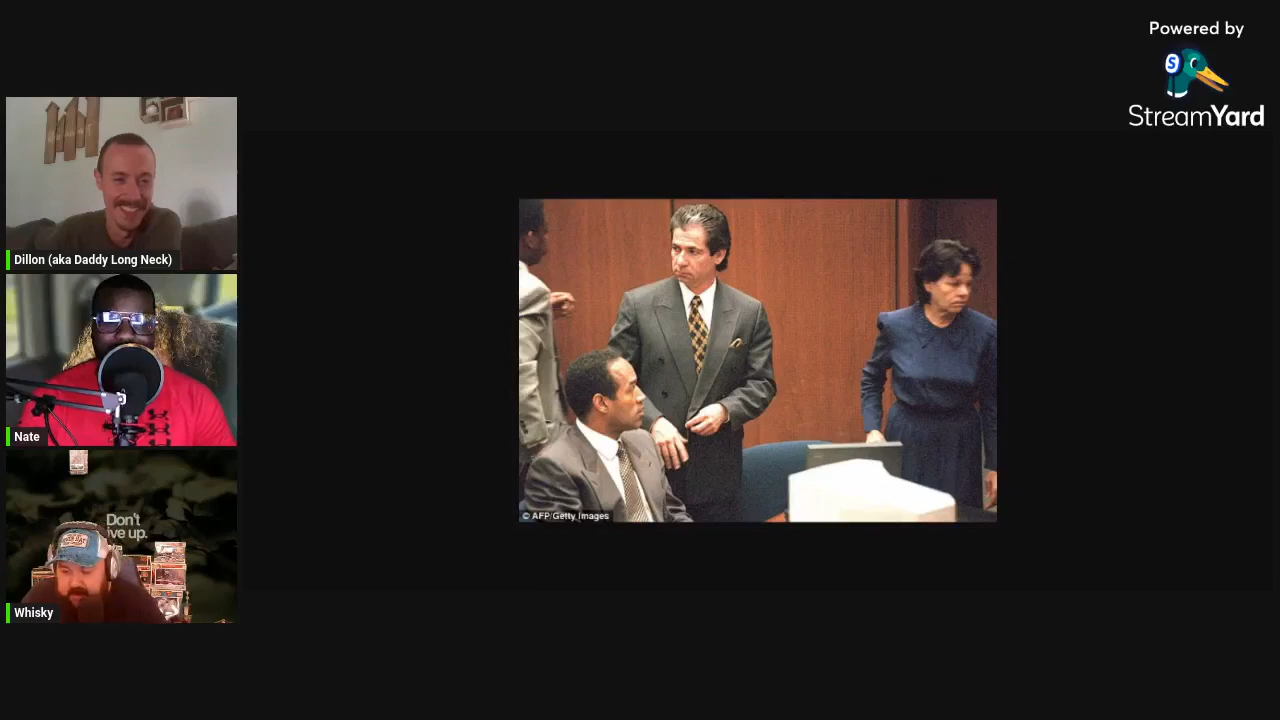 Powered by
S
StreamYard
Dillon (aka Daddy Long Neck)
Nate
Don't
ive up.
Whisky
© AFP/Getty Images